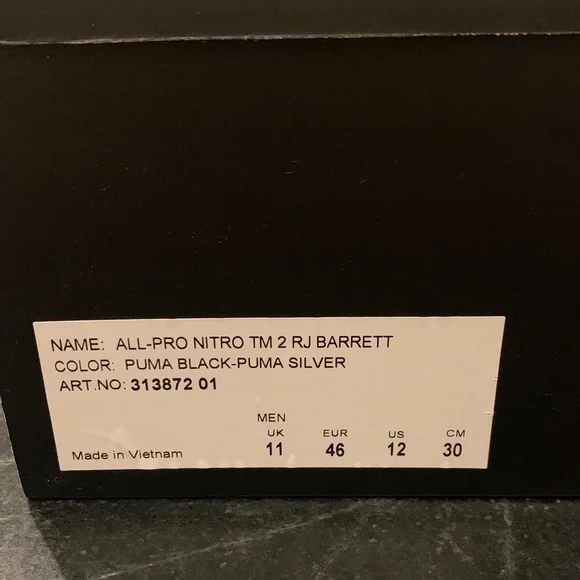 NAME: ALL-PRO NITRO TM 2 RJ BARRETT
COLOR: PUMA BLACK-PUMA SILVER
ART.NO: 313872 01
MEN
UK EUR US CM
Made in Vietnam 11 46 12 30